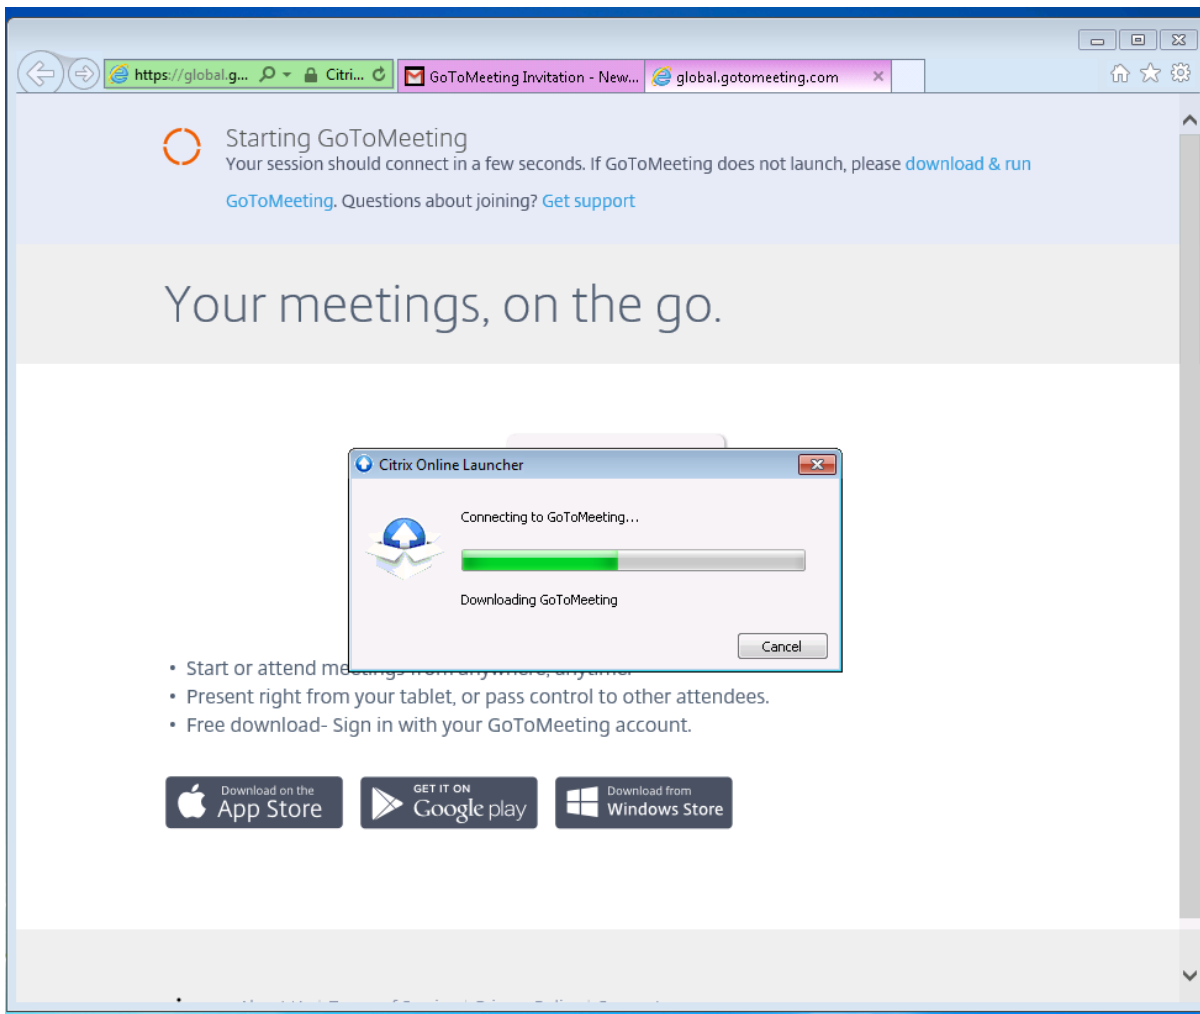 https://global.g...
Citri...
GoToMeeting Invitation - New...
global.gotomeeting.com
Starting GoToMeeting
Your session should connect in a few seconds. If GoToMeeting does not launch, please download & run
GoToMeeting. Questions about joining? Get support
Your meetings, on the go.
Citrix Online Launcher
Connecting to GoToMeeting...
Downloading GoToMeeting
Cancel
• Start or attend meetings from anywhere, anytime.
• Present right from your tablet, or pass control to other attendees.
• Free download- Sign in with your GoToMeeting account.
Download on the
App Store
GET IT ON
Google play
Download from
Windows Store